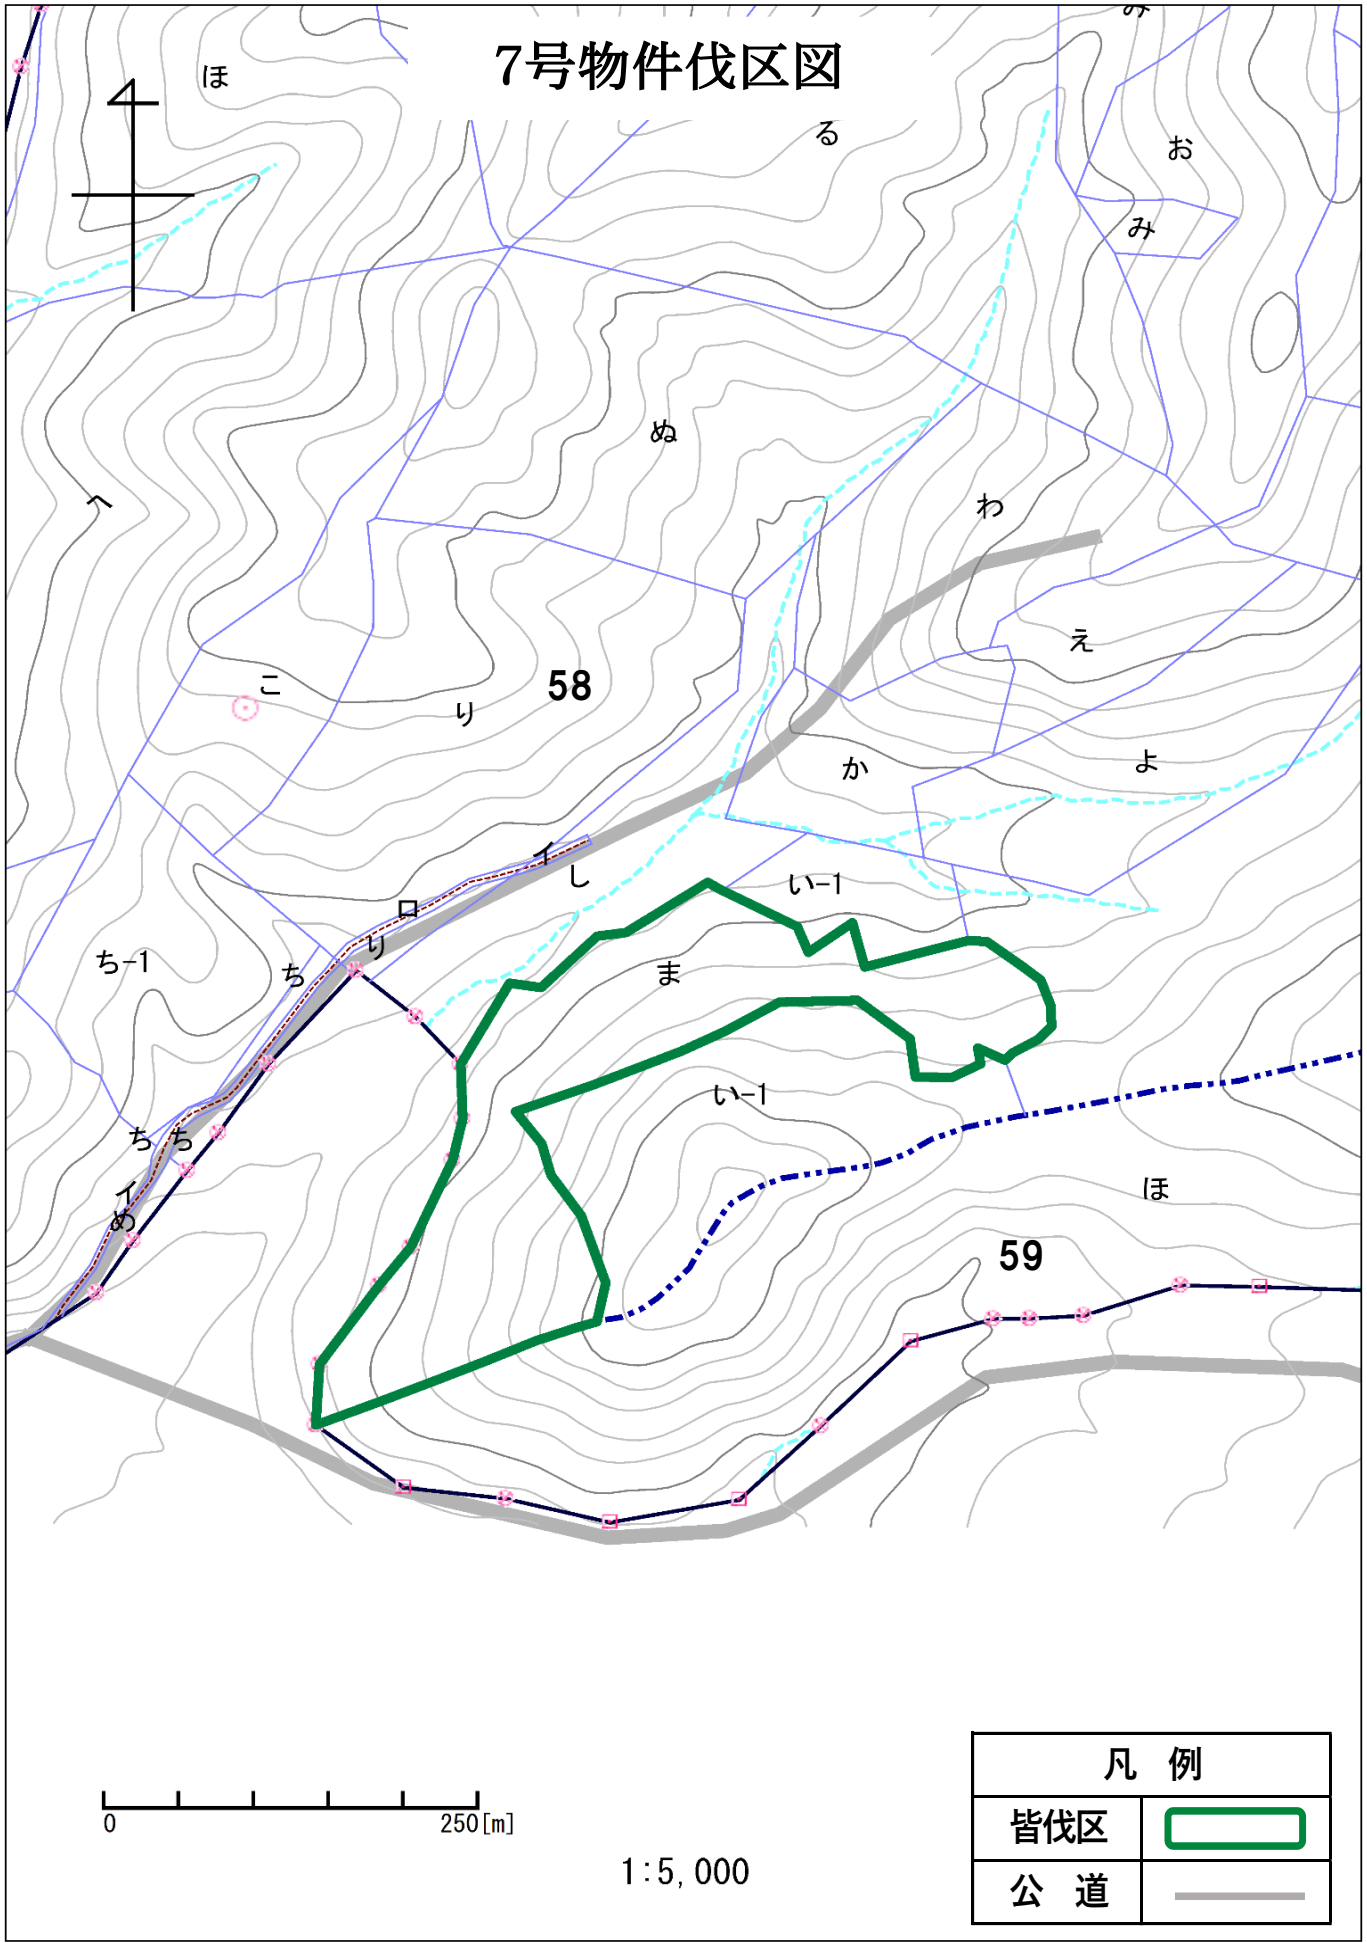 7号物件伐区図
み
ほ
る
お
み
ぬ
へ
わ
え
58
こ
り
よ
か
イ
し
い-1
ロ
り
ち-1
ち
ま
い-1
ち
ち
イ
め
ほ
59
凡 例
皆伐区
公 道
0
250[m]
1:5,000